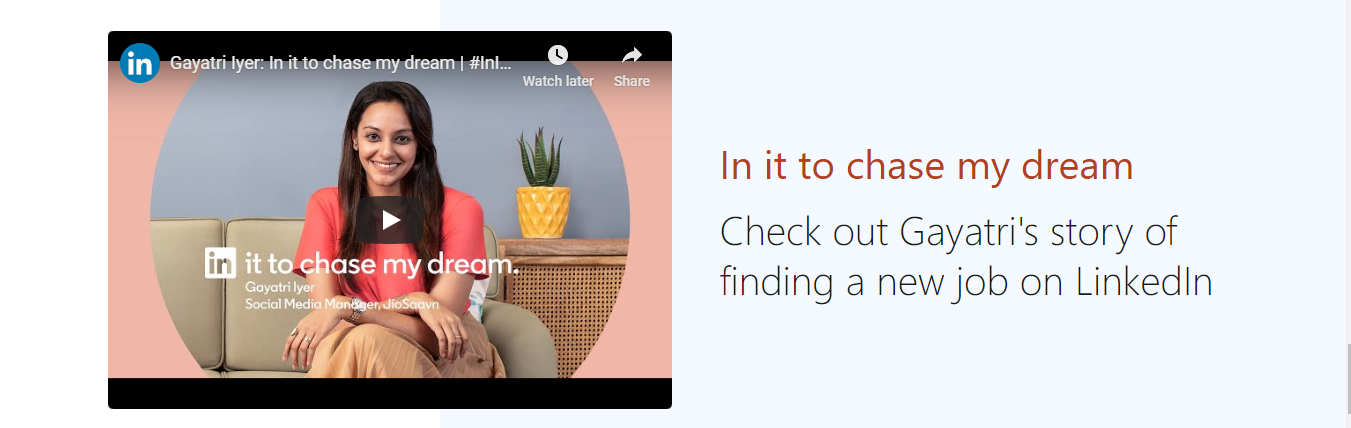 in Gayatri Iyer: In it to chase my dream | #InI...
Watch later
Share
in it to chase my dream.
Gayatri Iyer
Social Media Manager, JioSaavn
In it to chase my dream
Check out Gayatri's story of
finding a new job on LinkedIn